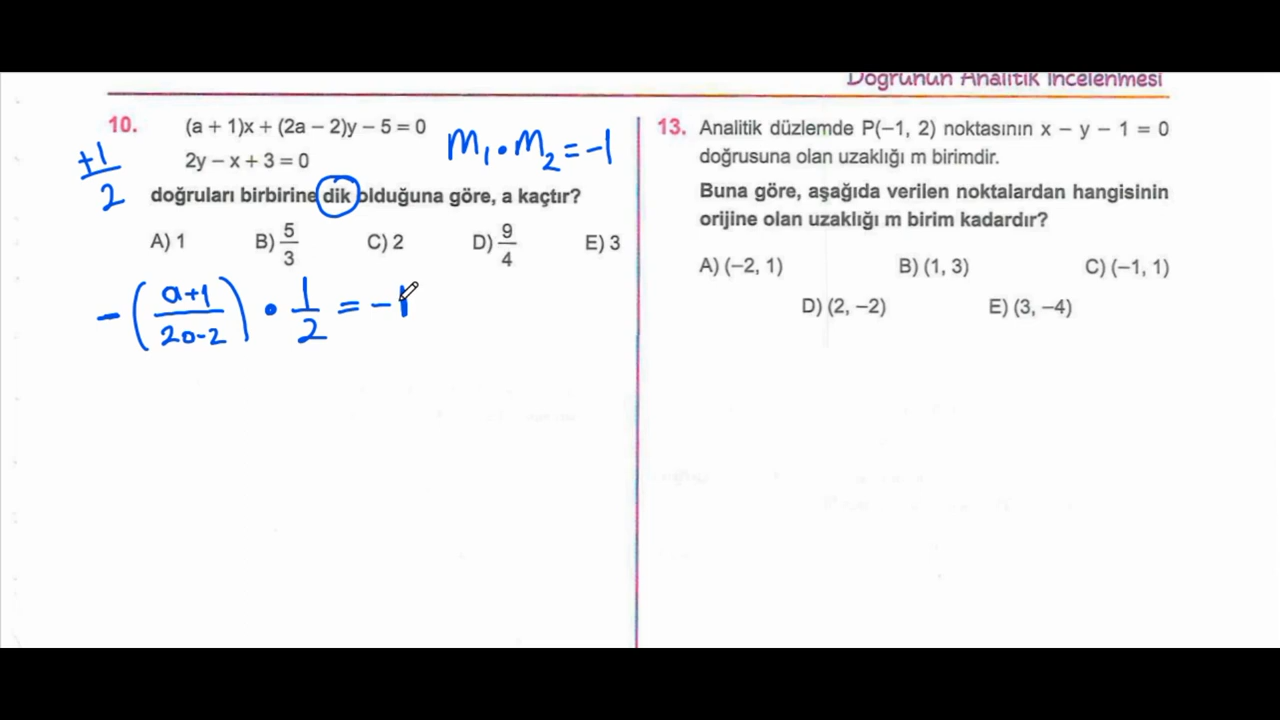 Doğrunun Analitik İncelenmesi
10. (a + 1)x + (2a – 2)y – 5 = 0
2y – x + 3 = 0
doğruları birbirine dik olduğuna göre, a kaçtır?
A) 1 B) 5/3 C) 2 D) 9/4 E) 3
+1/2
m₁ • m₂ = -1
-(a+1/2a-2) • 1/2 = -1
13. Analitik düzlemde P(–1, 2) noktasının x – y – 1 = 0
doğrusuna olan uzaklığı m birimdir.
Buna göre, aşağıda verilen noktalardan hangisinin
orijine olan uzaklığı m birim kadardır?
A) (–2, 1) B) (1, 3) C) (–1, 1)
D) (2, –2) E) (3, –4)